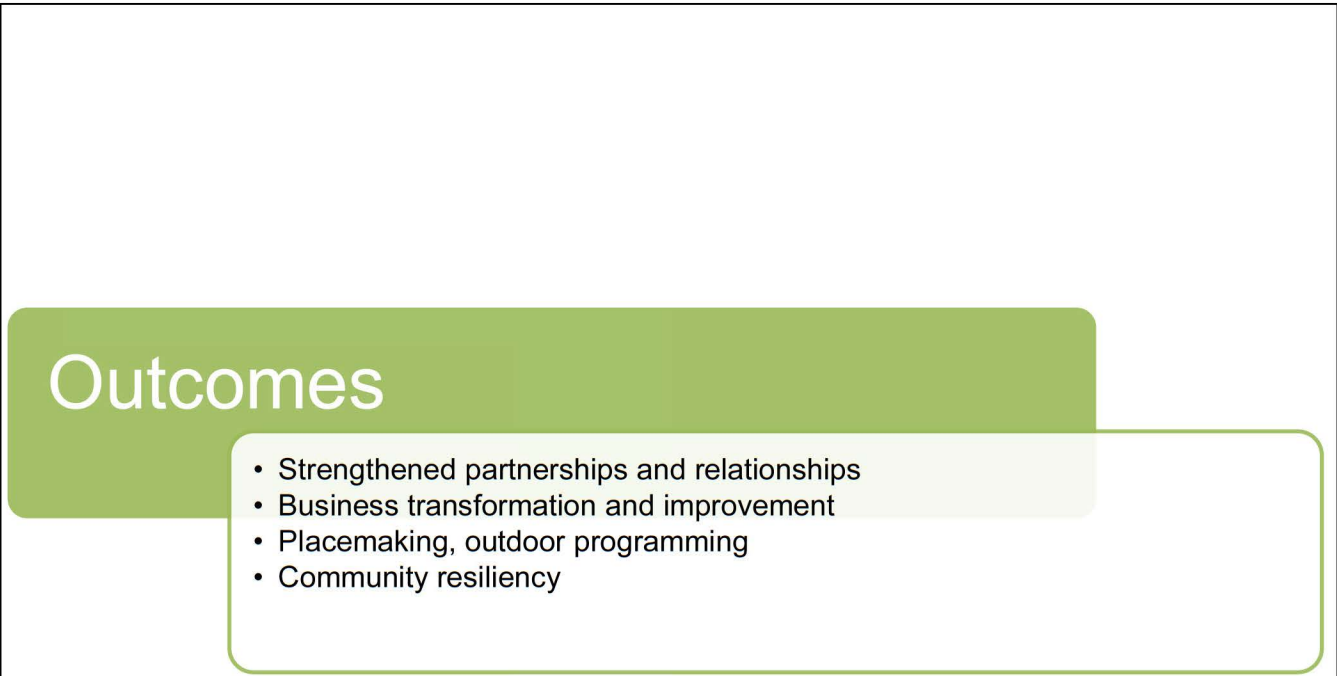 Outcomes
• Strengthened partnerships and relationships
• Business transformation and improvement
• Placemaking, outdoor programming
• Community resiliency